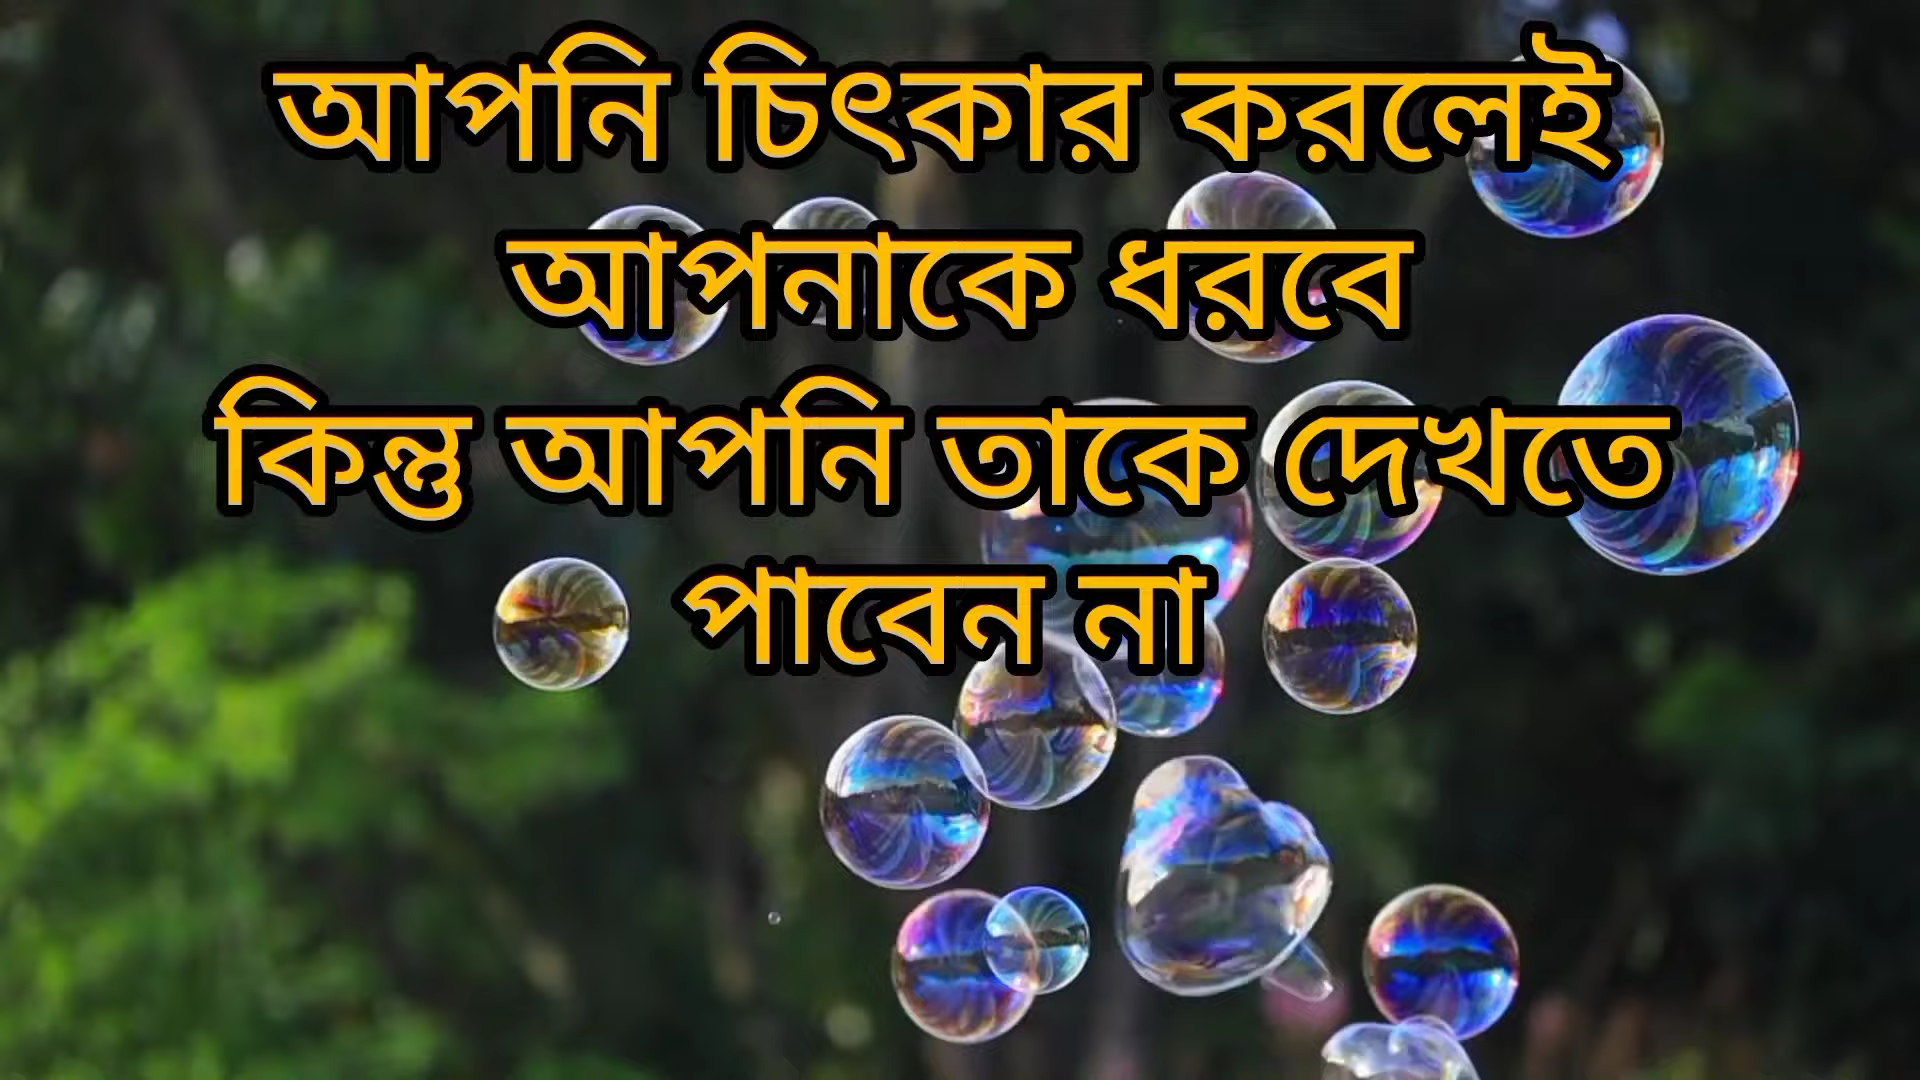 আপনি চিৎকার করলেই
আপনাকে ধরবে
কিন্তু আপনি তাকে দেখতে
পাবেন না